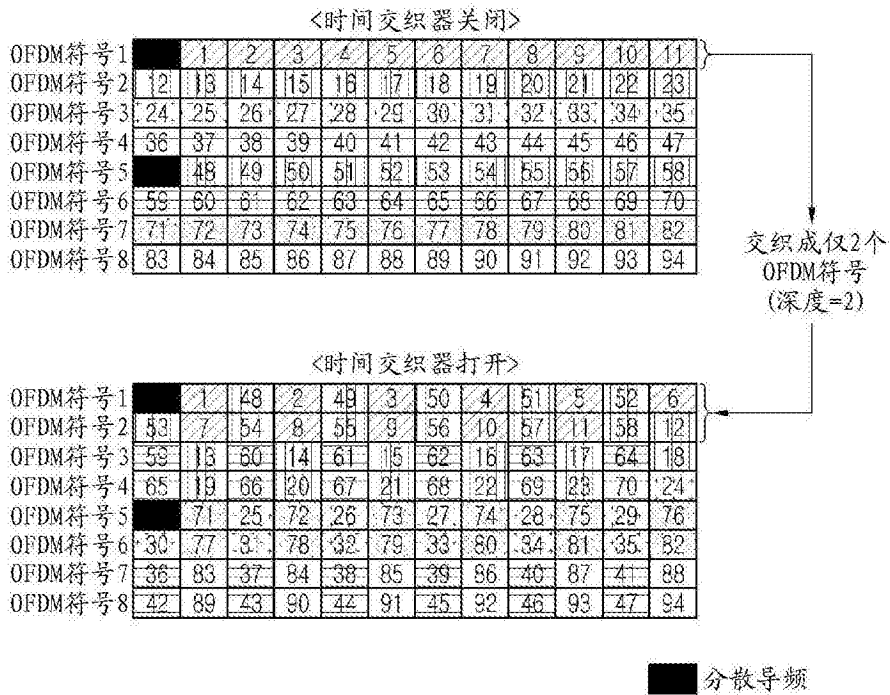 <时间交织器关闭>
OFDM符号1 1 2 3 4 5 6 7 8 9 10 11
OFDM符号2 12 13 14 15 16 17 18 19 20 21 22 23
OFDM符号3 24 25 26 27 28 29 30 31 32 33 34 35
OFDM符号4 36 37 38 39 40 41 42 43 44 45 46 47
OFDM符号5 48 49 50 51 52 53 54 55 56 57 58
OFDM符号6 59 60 61 62 63 64 65 66 67 68 69 70
OFDM符号7 71 72 73 74 75 76 77 78 79 80 81 82
OFDM符号8 83 84 85 86 87 88 89 90 91 92 93 94
交织成仅2个
OFDM符号
(深度=2)
<时间交织器打开>
OFDM符号1 1 48 2 49 3 50 4 51 5 52 6
OFDM符号2 53 7 54 8 55 9 56 10 57 11 58 12
OFDM符号3 59 13 60 14 61 15 62 16 63 17 64 18
OFDM符号4 65 19 66 20 67 21 68 22 69 23 70 24
OFDM符号5 71 25 72 26 73 27 74 28 75 29 76
OFDM符号6 30 77 31 78 32 79 33 80 34 81 35 82
OFDM符号7 36 83 37 84 38 85 39 86 40 87 41 88
OFDM符号8 42 89 43 90 44 91 45 92 46 93 47 94
分散导频